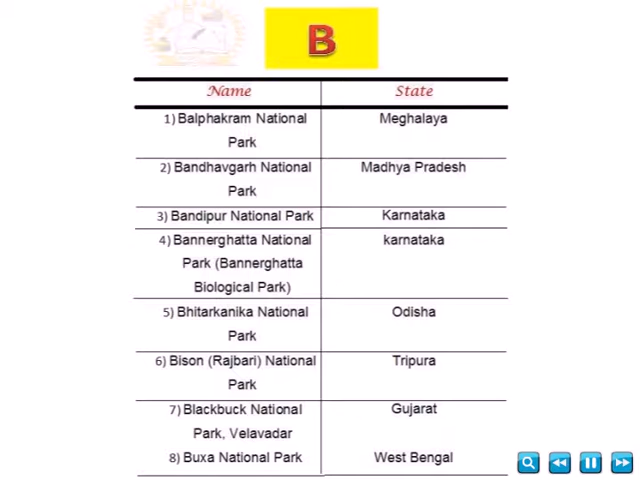 B
Name State
1) Balphakram National Meghalaya
Park
2) Bandhavgarh National Madhya Pradesh
Park
3) Bandipur National Park Karnataka
4) Bannerghatta National karnataka
Park (Bannerghatta
Biological Park)
5) Bhitarkanika National Odisha
Park
6) Bison (Rajbari) National Tripura
Park
7) Blackbuck National Gujarat
Park, Velavadar
8) Buxa National Park West Bengal